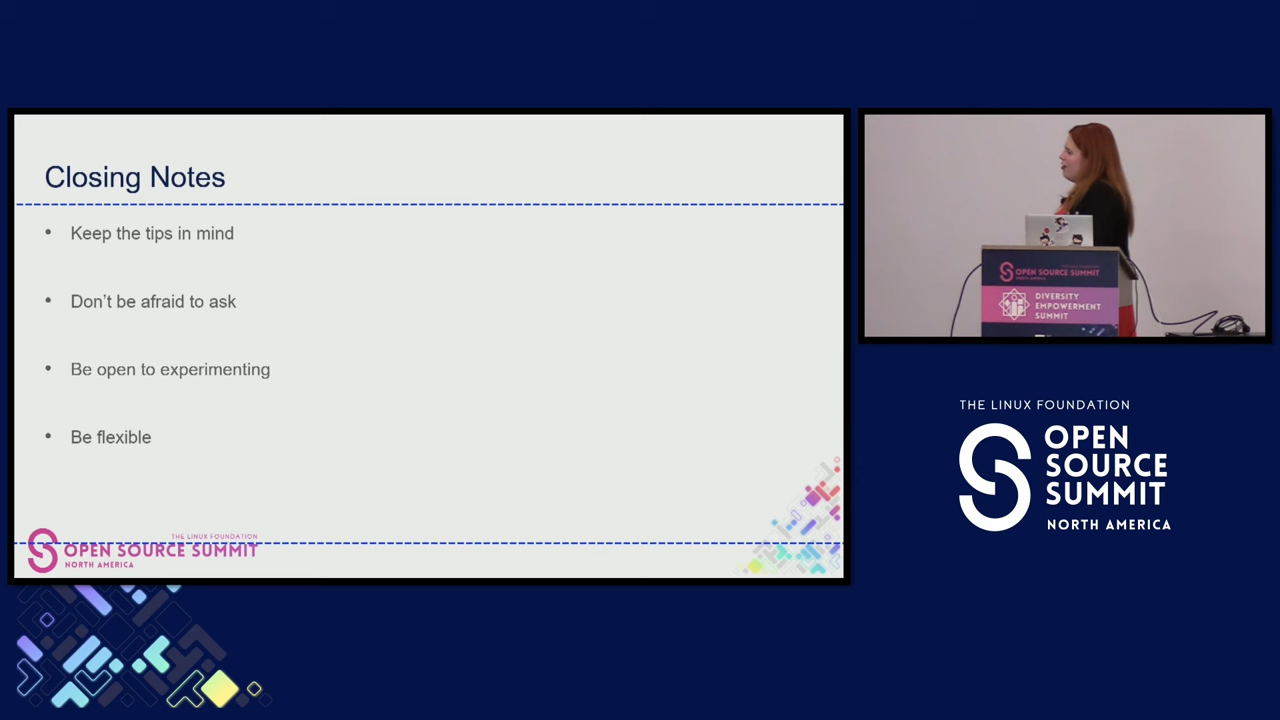 Closing Notes
• Keep the tips in mind
• Don't be afraid to ask
• Be open to experimenting
• Be flexible
THE LINUX FOUNDATION
OPEN SOURCE SUMMIT
NORTH AMERICA
OPEN SOURCE SUMMIT
DIVERSITY
EMPOWERMENT
SUMMIT
THE LINUX FOUNDATION
OPEN
SOURCE
SUMMIT
NORTH AMERICA